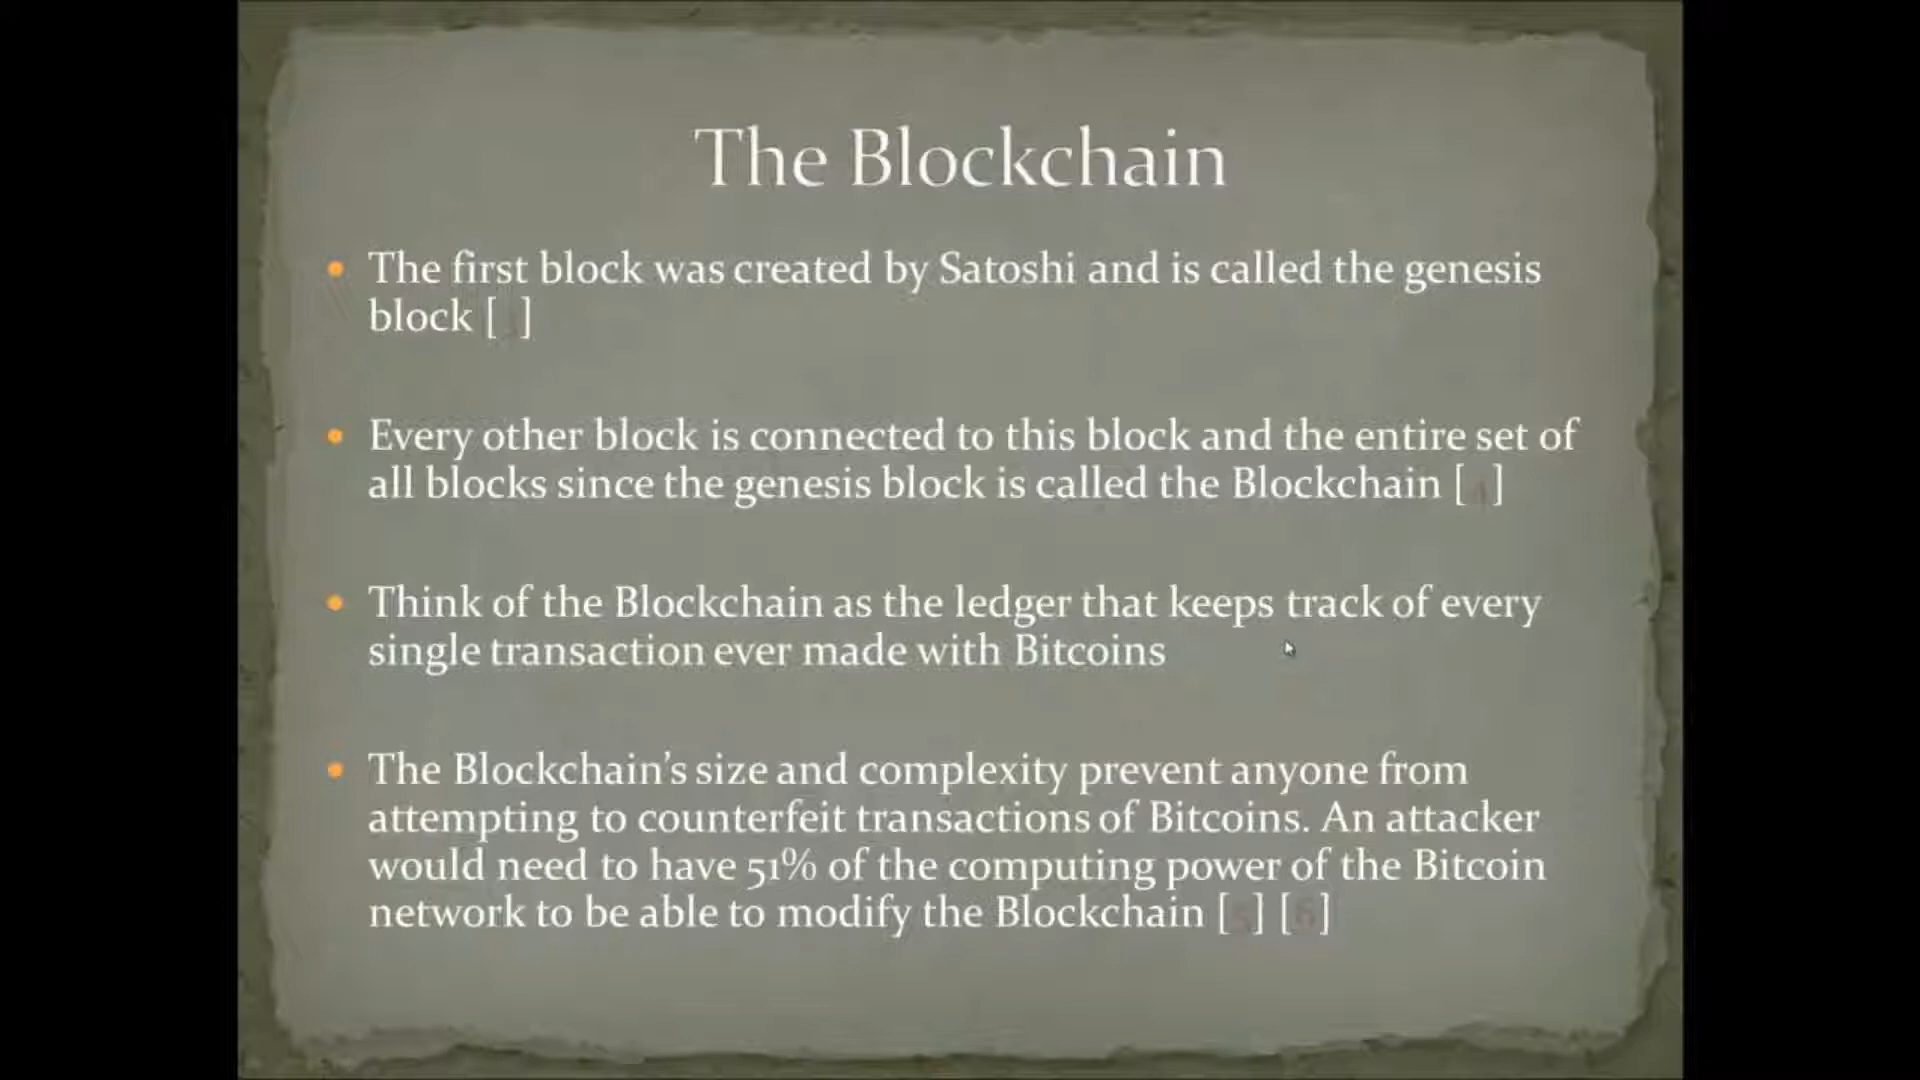 The Blockchain
• The first block was created by Satoshi and is called the genesis
block [ ]
• Every other block is connected to this block and the entire set of
all blocks since the genesis block is called the Blockchain [4]
• Think of the Blockchain as the ledger that keeps track of every
single transaction ever made with Bitcoins
• The Blockchain’s size and complexity prevent anyone from
attempting to counterfeit transactions of Bitcoins. An attacker
would need to have 51% of the computing power of the Bitcoin
network to be able to modify the Blockchain [5] [6]